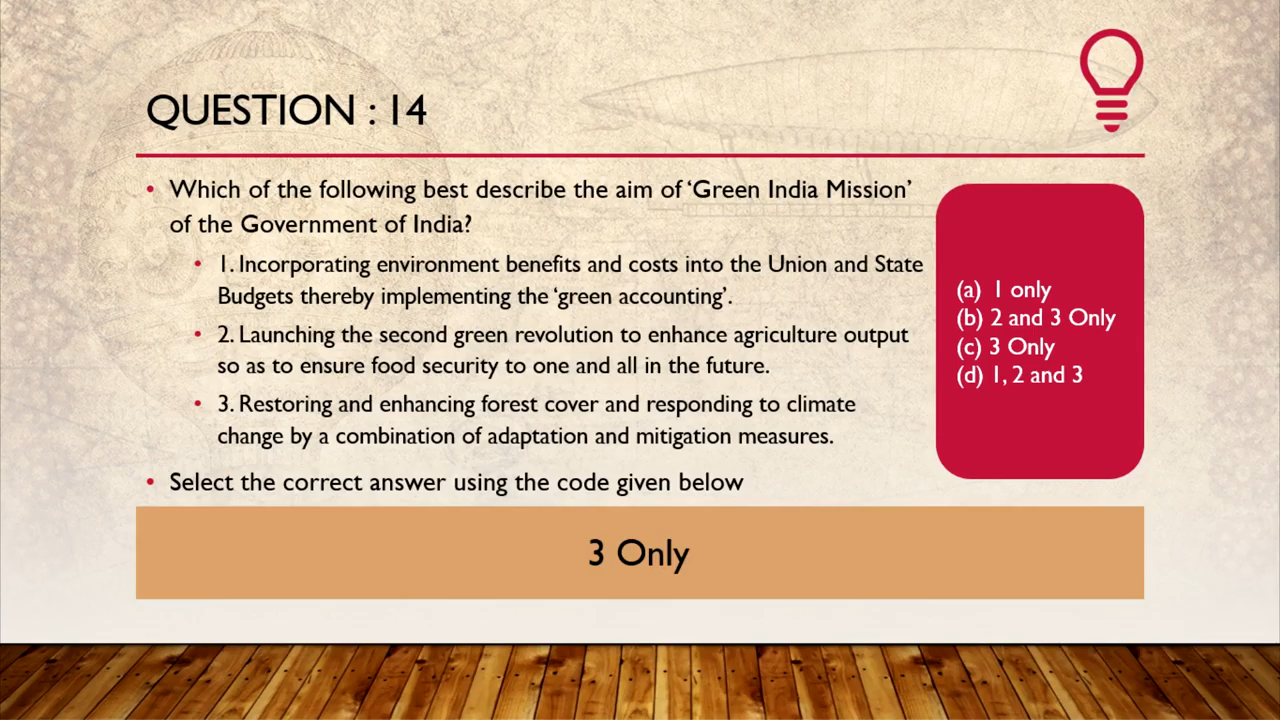 QUESTION : 14
• Which of the following best describe the aim of ‘Green India Mission’
of the Government of India?
• 1. Incorporating environment benefits and costs into the Union and State
Budgets thereby implementing the ‘green accounting’.
• 2. Launching the second green revolution to enhance agriculture output
so as to ensure food security to one and all in the future.
• 3. Restoring and enhancing forest cover and responding to climate
change by a combination of adaptation and mitigation measures.
• Select the correct answer using the code given below
(a) 1 only
(b) 2 and 3 Only
(c) 3 Only
(d) 1, 2 and 3
3 Only